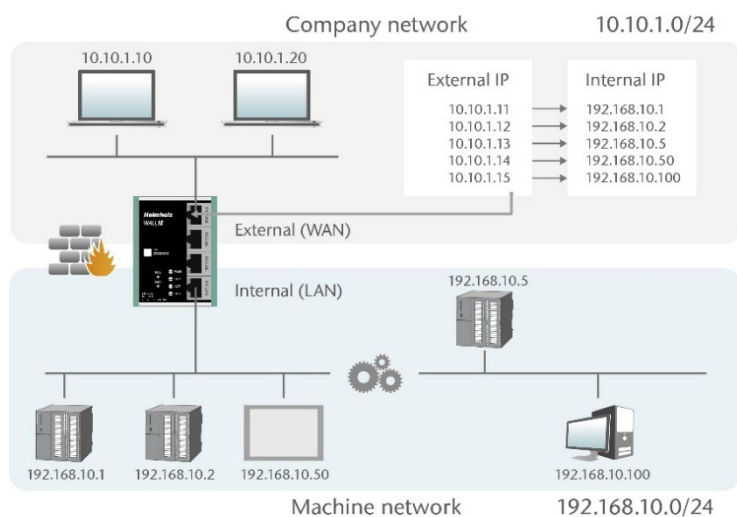 Company network 10.10.1.0/24
10.10.1.10 10.10.1.20
External IP Internal IP
10.10.1.11 192.168.10.1
10.10.1.12 192.168.10.2
10.10.1.13 192.168.10.5
10.10.1.14 192.168.10.50
10.10.1.15 192.168.10.100
Helmholz
WALL IE
External (WAN)
Internal (LAN)
192.168.10.5
192.168.10.1 192.168.10.2 192.168.10.50 192.168.10.100
Machine network 192.168.10.0/24